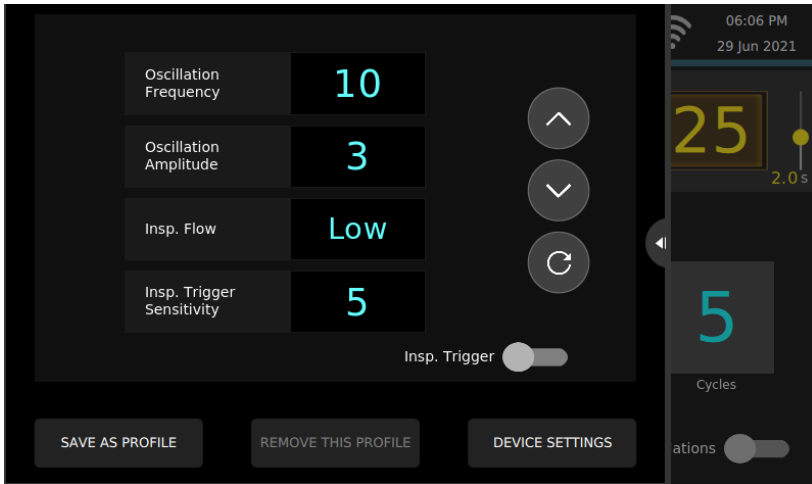 06:06 PM
29 Jun 2021
Oscillation
Frequency
10
25
Oscillation
Amplitude
3
2.0 s
Insp. Flow
Low
Insp. Trigger
Sensitivity
5
5
Insp. Trigger
Cycles
SAVE AS PROFILE
REMOVE THIS PROFILE
DEVICE SETTINGS
ations